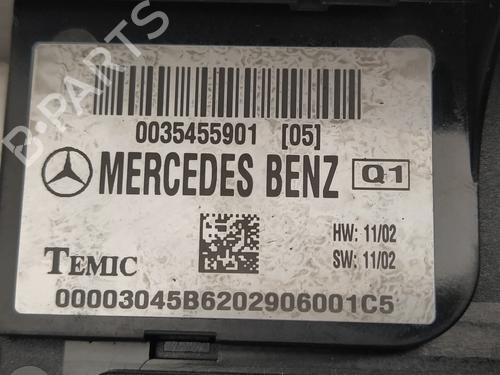 0035455901 [05]
MERCEDES BENZ Q1
HW: 11/02
SW: 11/02
TEMIC
00003045B6202906001C5
B-PARTS